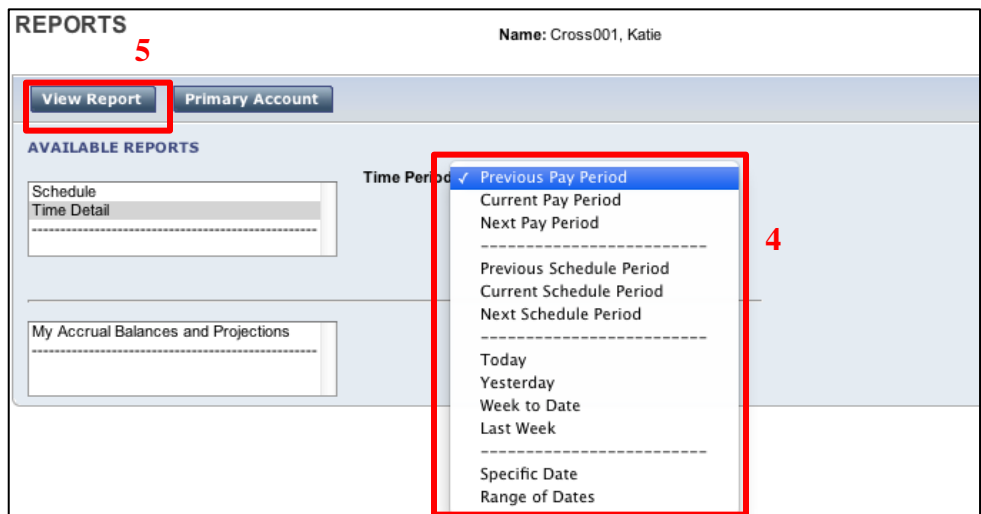 REPORTS
Name: Cross001, Katie
5
View Report
Primary Account
AVAILABLE REPORTS
Schedule
Time Detail
--------------------------------------------------
Time Period
✓ Previous Pay Period
Current Pay Period
Next Pay Period
-------------------------
Previous Schedule Period
Current Schedule Period
Next Schedule Period
-------------------------
Today
Yesterday
Week to Date
Last Week
-------------------------
Specific Date
Range of Dates
4
My Accrual Balances and Projections
--------------------------------------------------